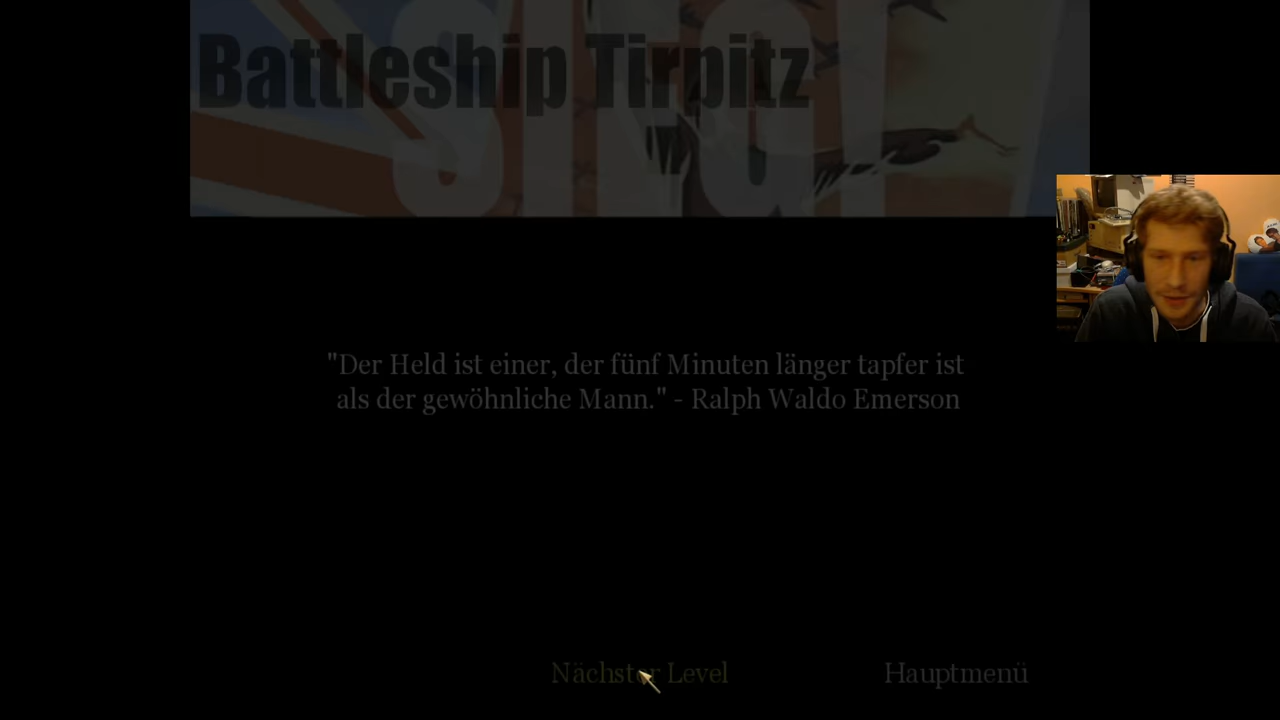 Battleship Tirpitz
SIEG!
"Der Held ist einer, der fünf Minuten länger tapfer ist
als der gewöhnliche Mann." - Ralph Waldo Emerson
Nächster Level
Hauptmenü